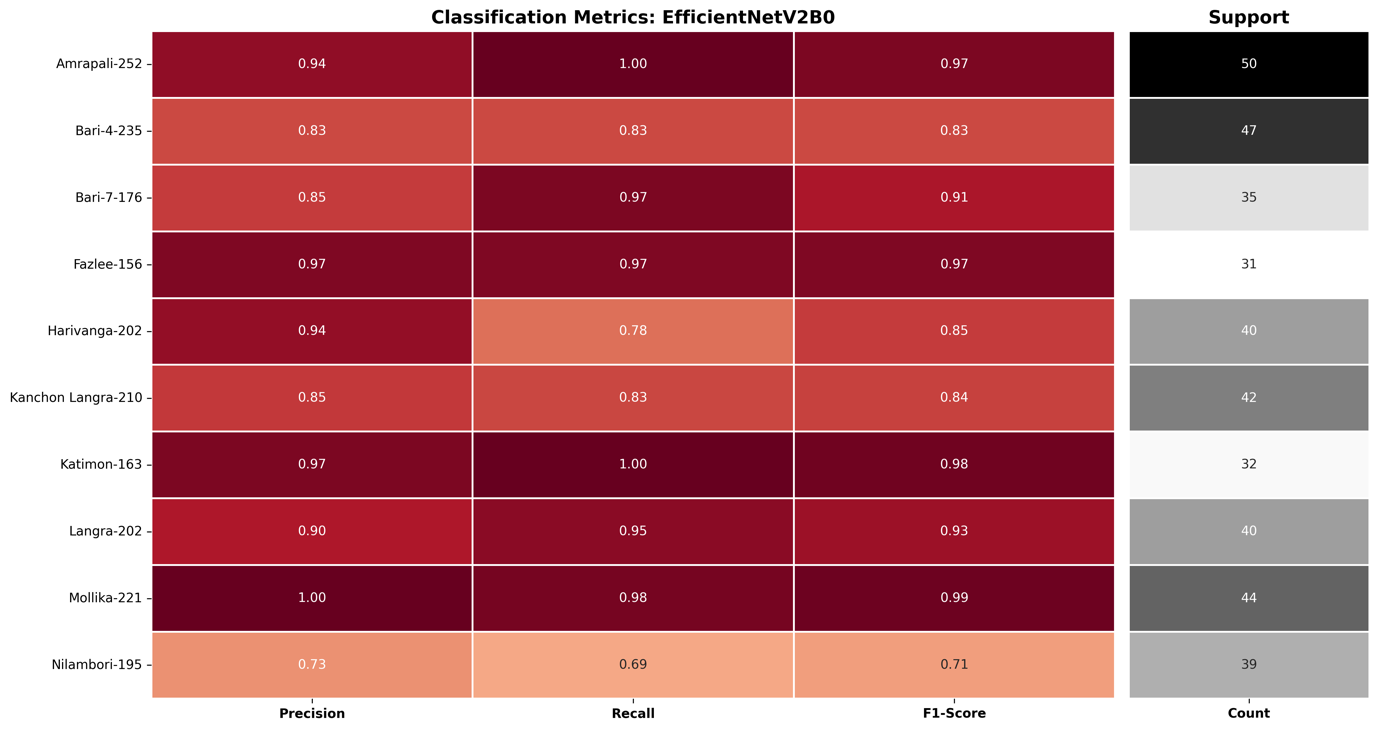 Classification Metrics: EfficientNetV2B0 Support
Amrapali-252 0.94 1.00 0.97 50
Bari-4-235 0.83 0.83 0.83 47
Bari-7-176 0.85 0.97 0.91 35
Fazlee-156 0.97 0.97 0.97 31
Harivanga-202 0.94 0.78 0.85 40
Kanchon Langra-210 0.85 0.83 0.84 42
Katimon-163 0.97 1.00 0.98 32
Langra-202 0.90 0.95 0.93 40
Mollika-221 1.00 0.98 0.99 44
Nilambori-195 0.73 0.69 0.71 39
Precision Recall F1-Score Count